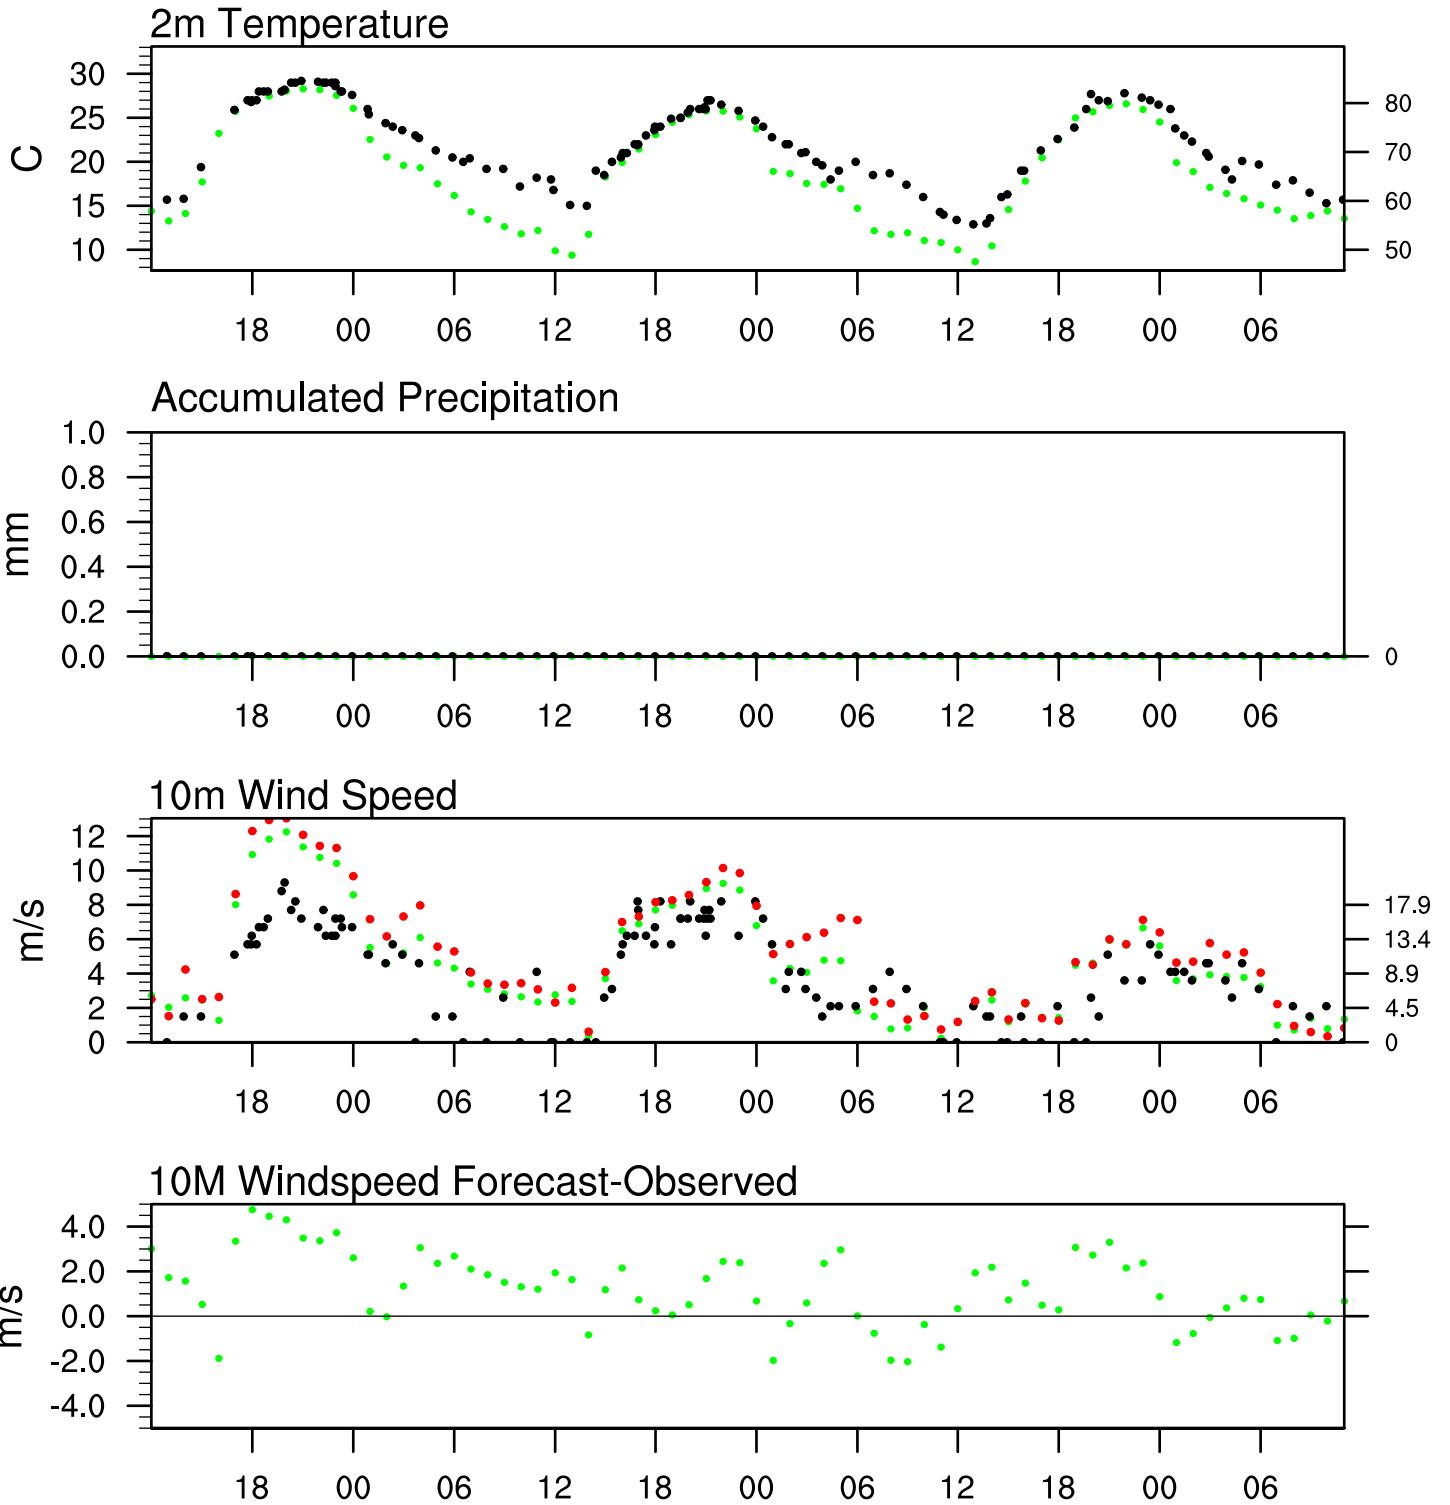 2m Temperature
30
25
20
15
10
C
80
70
60
50
18 00 06 12 18 00 06 12 18 00 06
Accumulated Precipitation
1.0
0.8
0.6
0.4
0.2
0.0
mm
0
18 00 06 12 18 00 06 12 18 00 06
10m Wind Speed
12
10
8
6
4
2
0
m/s
17.9
13.4
8.9
4.5
0
18 00 06 12 18 00 06 12 18 00 06
10M Windspeed Forecast-Observed
4.0
2.0
0.0
-2.0
-4.0
m/s
18 00 06 12 18 00 06 12 18 00 06